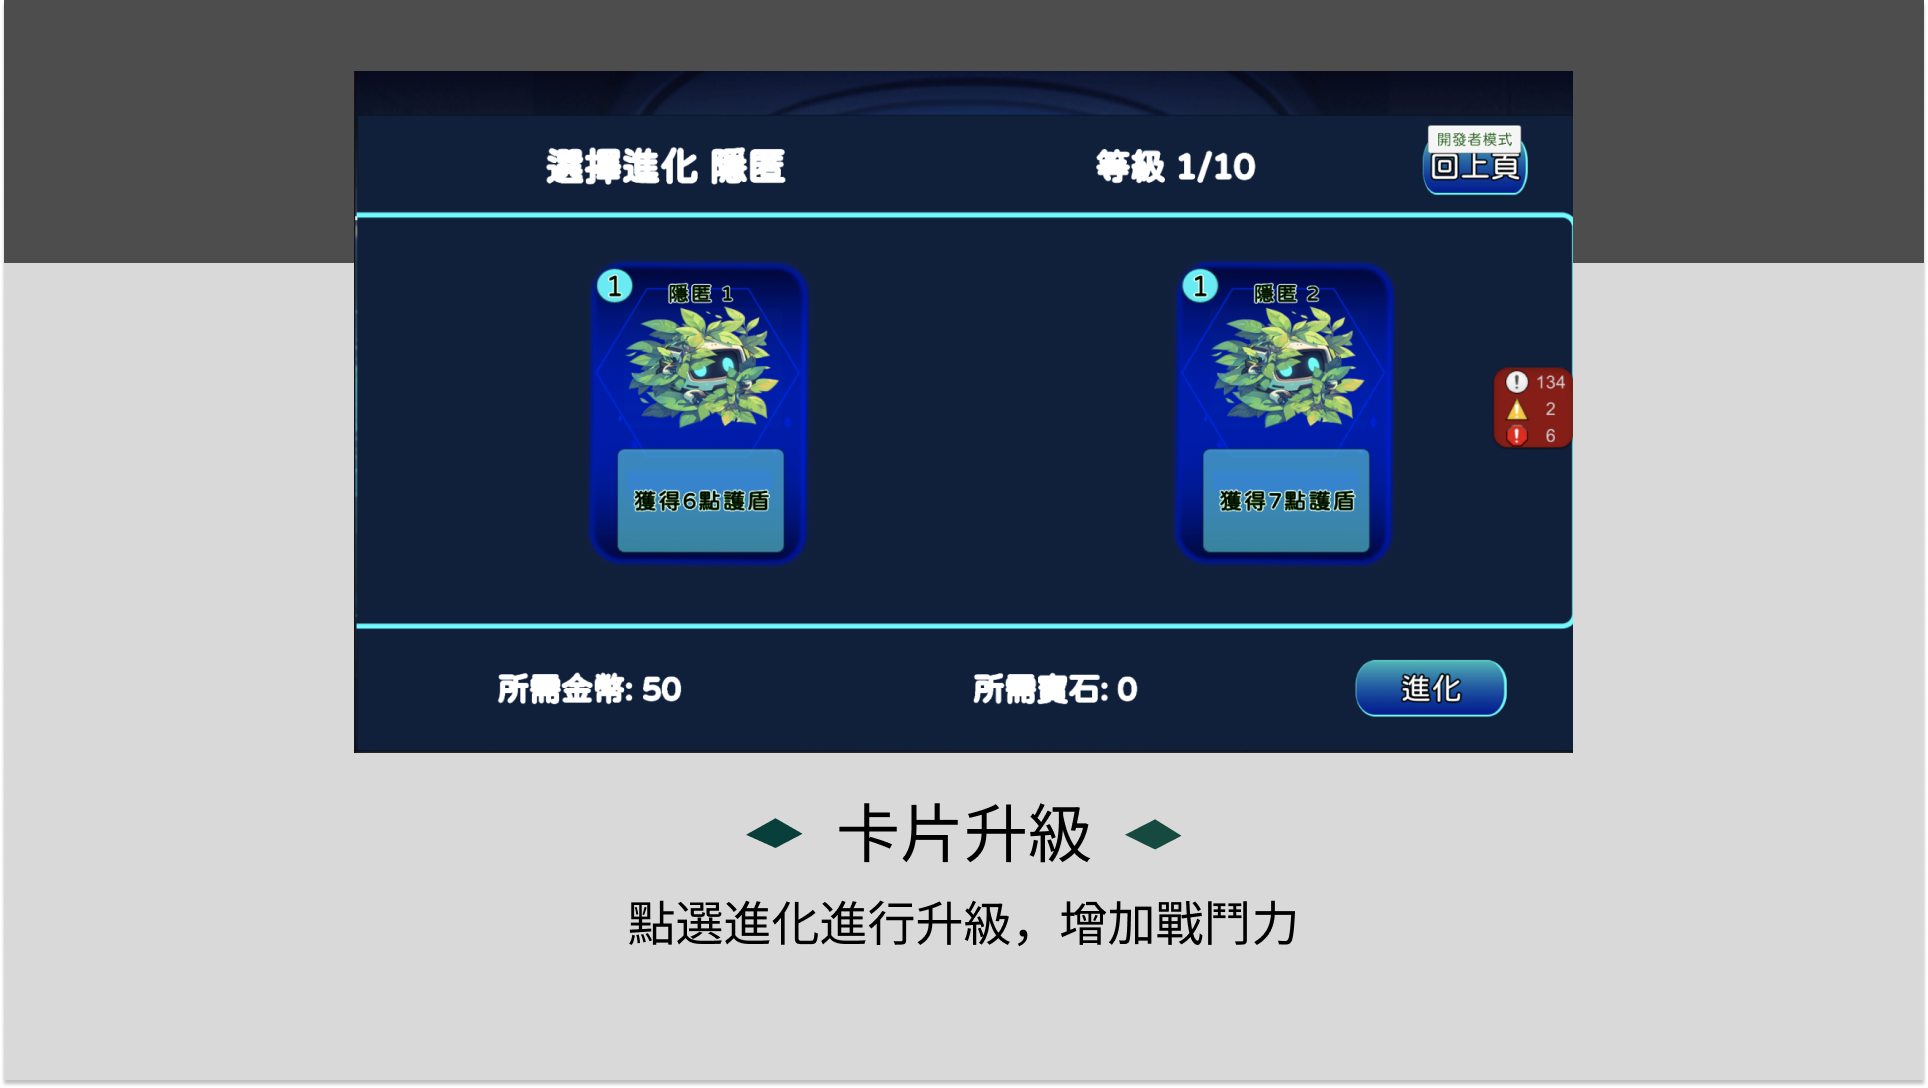 選擇進化 隱匿
等級 1/10
開發者模式
回上頁
1
隱匿 1
獲得6點護盾
1
隱匿 2
獲得7點護盾
134
2
6
所需金幣: 50
所需寶石: 0
進化
卡片升級
點選進化進行升級，增加戰鬥力